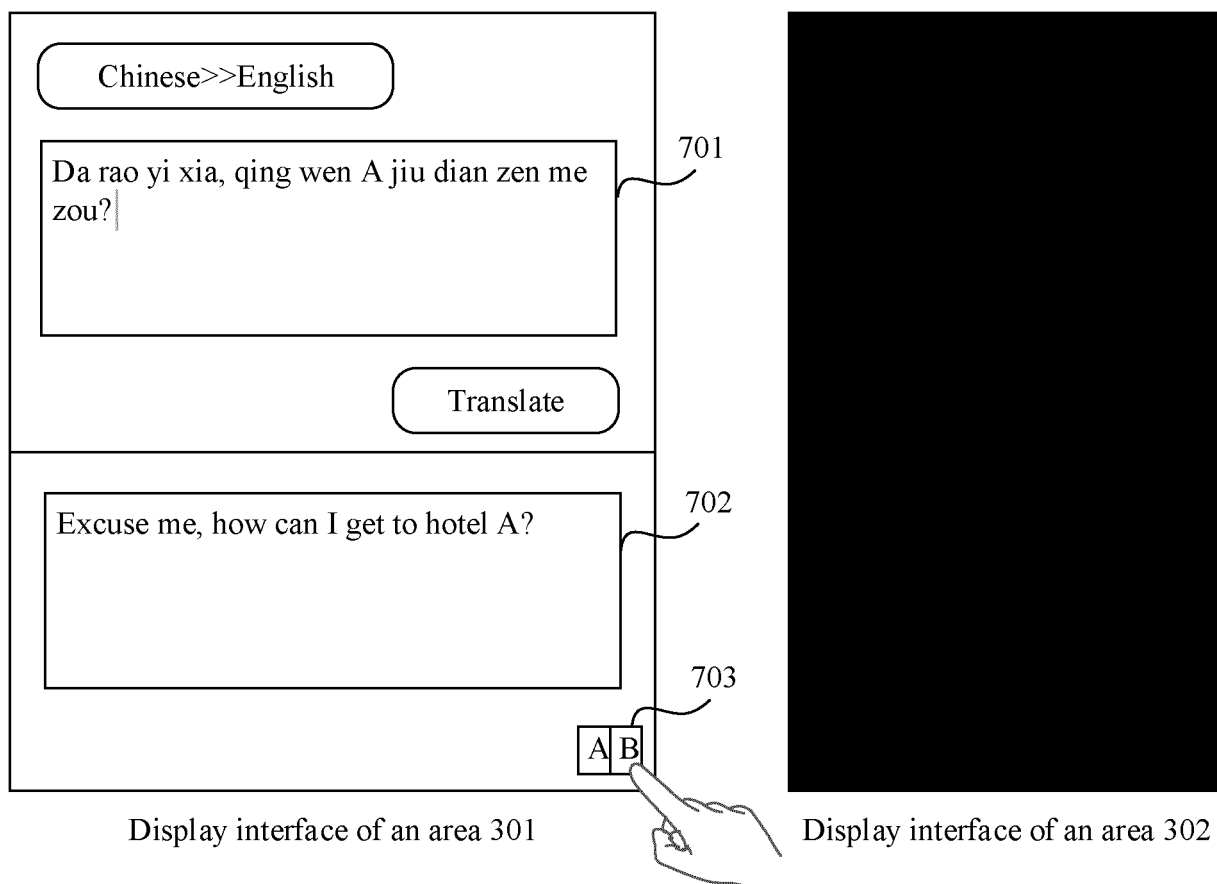 Chinese>>English
701
Da rao yi xia, qing wen A jiu dian zen me
zou?
Translate
702
Excuse me, how can I get to hotel A?
703
A B
Display interface of an area 301
Display interface of an area 302